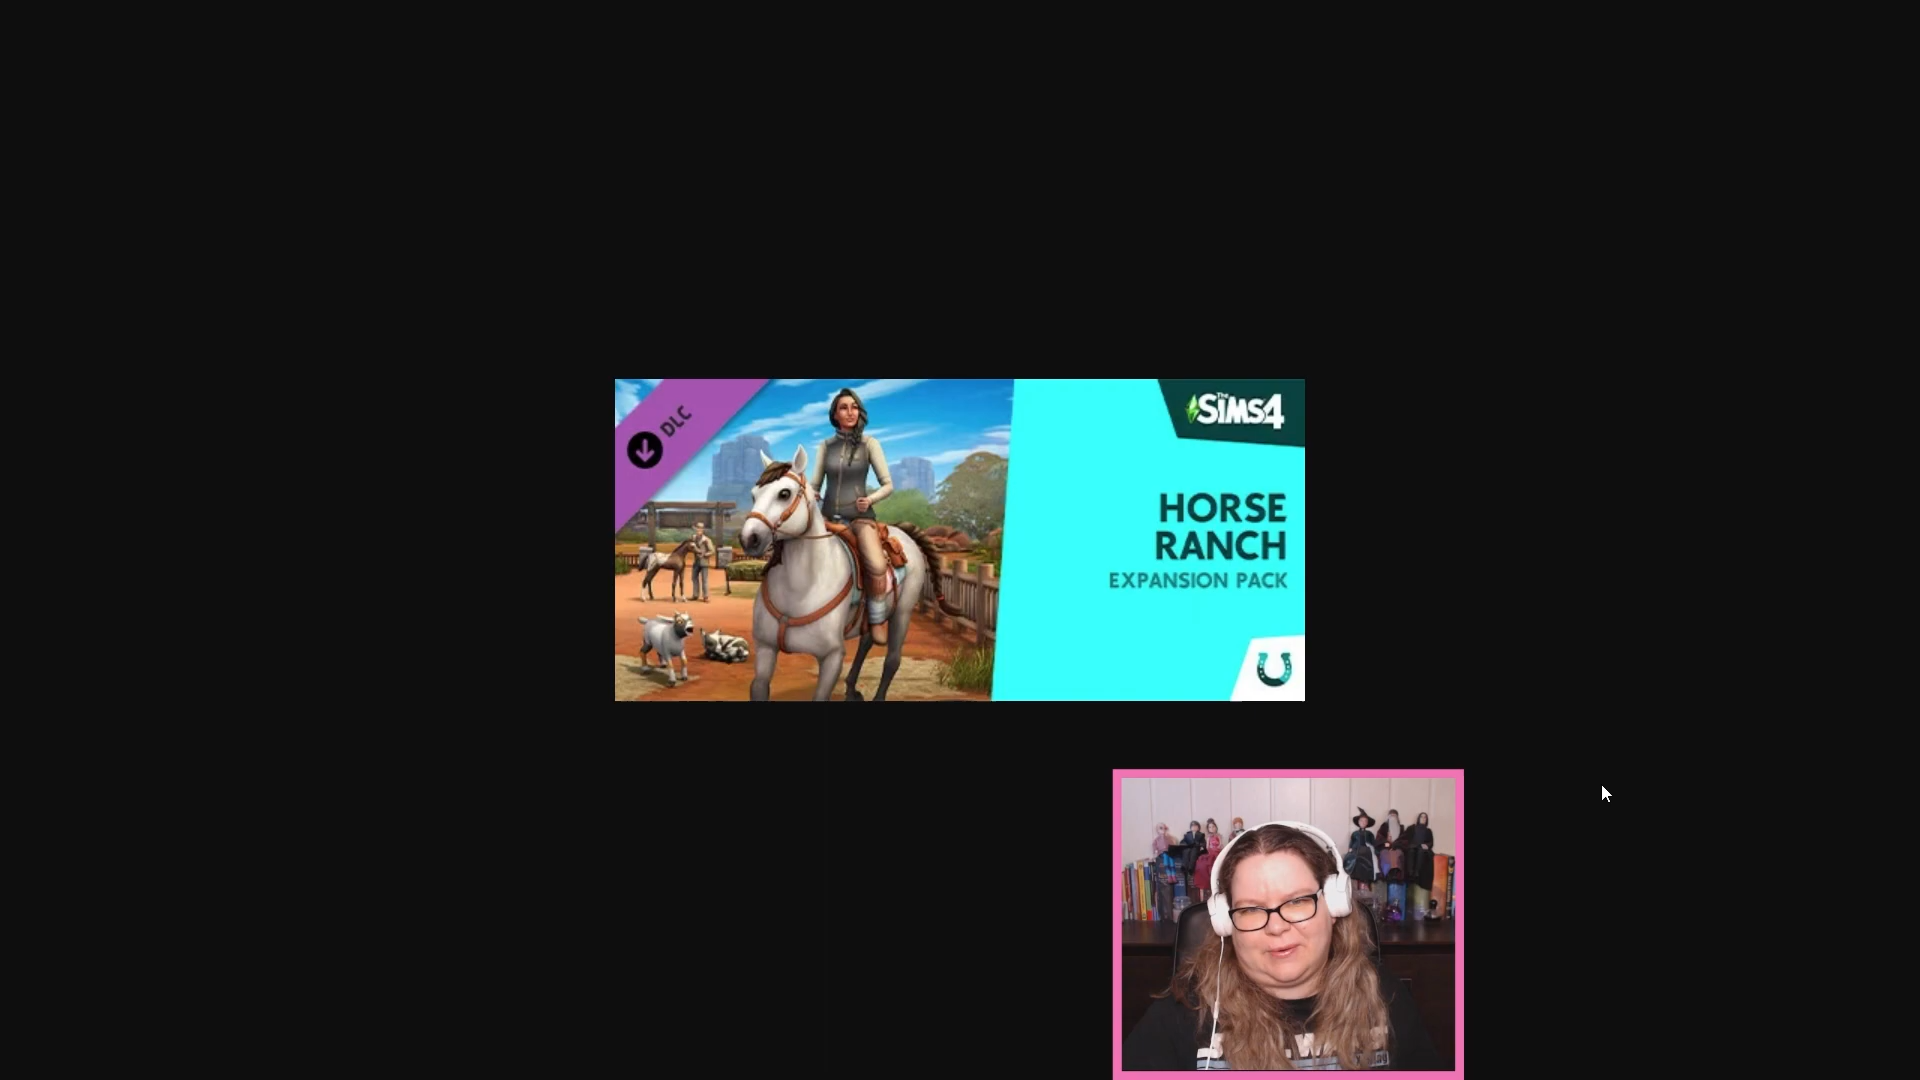 DLC
The
SIMS4
HORSE
RANCH
EXPANSION PACK